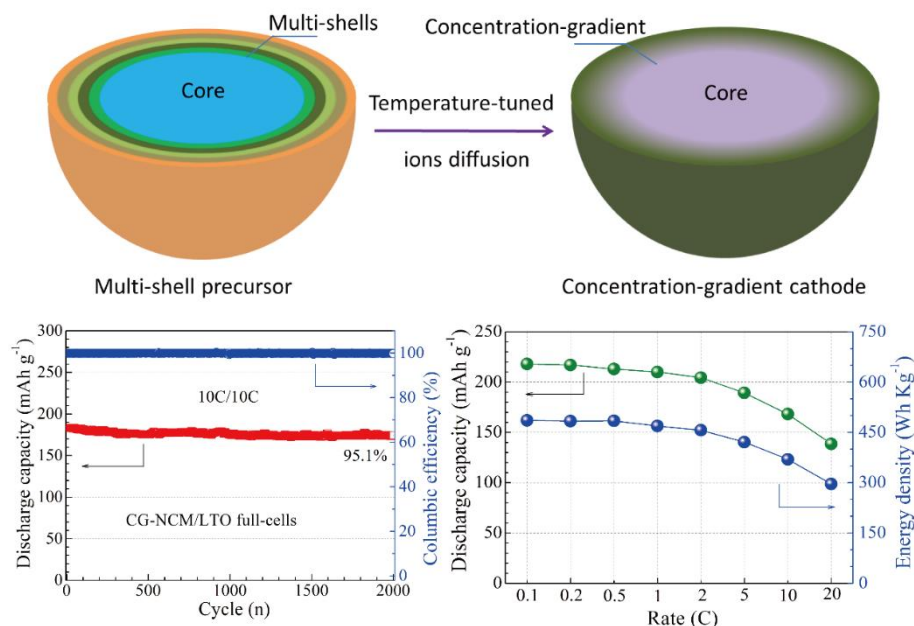 Multi-shells
Core
Temperature-tuned
ions diffusion
Concentration-gradient
Core
Multi-shell precursor
Concentration-gradient cathode
300
250
200
150
100
50
0
Discharge capacity (mAh g⁻¹)
10C/10C
95.1%
CG-NCM/LTO full-cells
100
80
60
40
20
0
Columbic efficiency (%)
0
500
1000
1500
2000
Cycle (n)
250
200
150
100
50
0
Discharge capacity (mAh g⁻¹)
750
600
450
300
150
0
Energy density (Wh Kg⁻¹)
0.1
0.2
0.5
1
2
5
10
20
Rate (C)